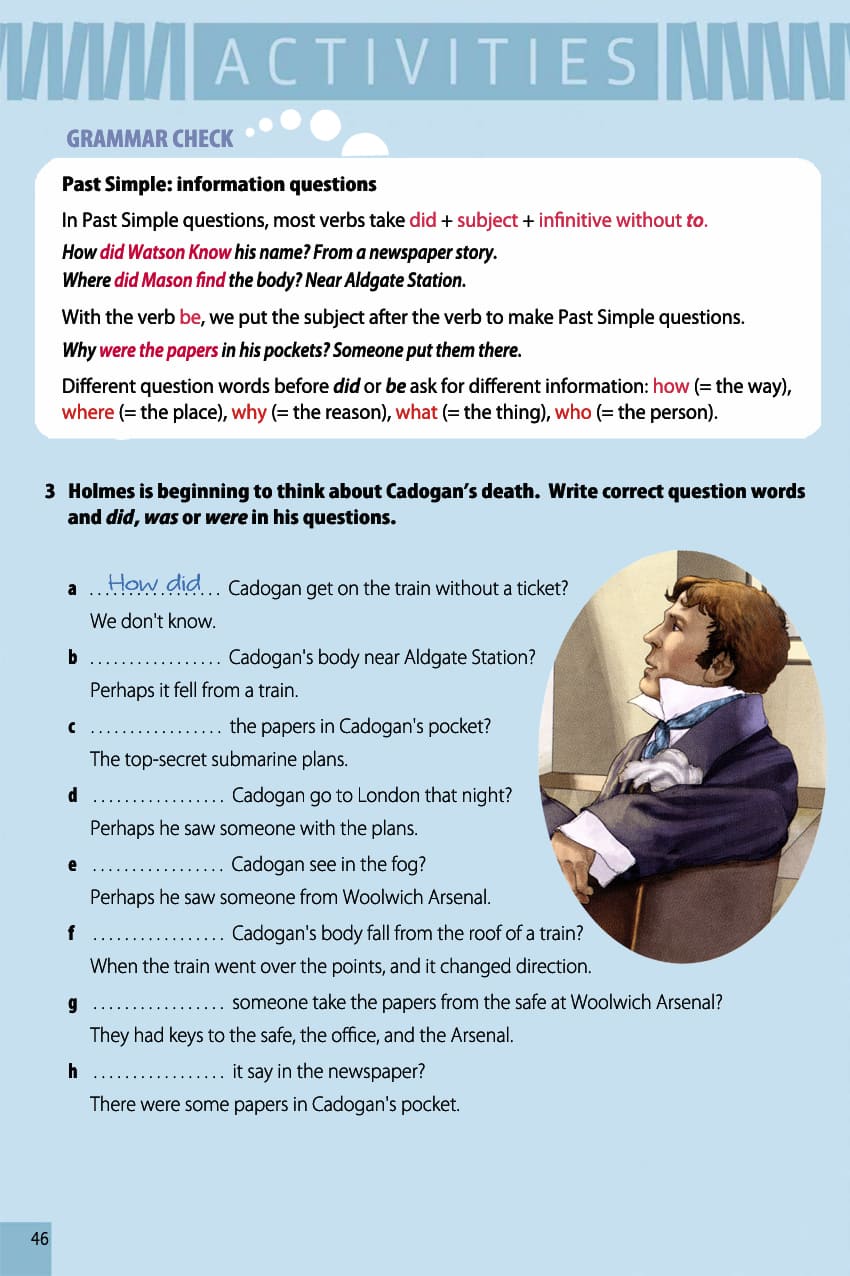 ACTIVITIES
GRAMMAR CHECK
Past Simple: information questions
In Past Simple questions, most verbs take did + subject + infinitive without to.
How did Watson Know his name? From a newspaper story.
Where did Mason find the body? Near Aldgate Station.
With the verb be, we put the subject after the verb to make Past Simple questions.
Why were the papers in his pockets? Someone put them there.
Different question words before did or be ask for different information: how (= the way),
where (= the place), why (= the reason), what (= the thing), who (= the person).
3 Holmes is beginning to think about Cadogan's death. Write correct question words
and did, was or were in his questions.
a ....How did.... Cadogan get on the train without a ticket?
We don't know.
b ................. Cadogan's body near Aldgate Station?
Perhaps it fell from a train.
c ................. the papers in Cadogan's pocket?
The top-secret submarine plans.
d ................. Cadogan go to London that night?
Perhaps he saw someone with the plans.
e ................. Cadogan see in the fog?
Perhaps he saw someone from Woolwich Arsenal.
f ................. Cadogan's body fall from the roof of a train?
When the train went over the points, and it changed direction.
g ................. someone take the papers from the safe at Woolwich Arsenal?
They had keys to the safe, the office, and the Arsenal.
h ................. it say in the newspaper?
There were some papers in Cadogan's pocket.
46